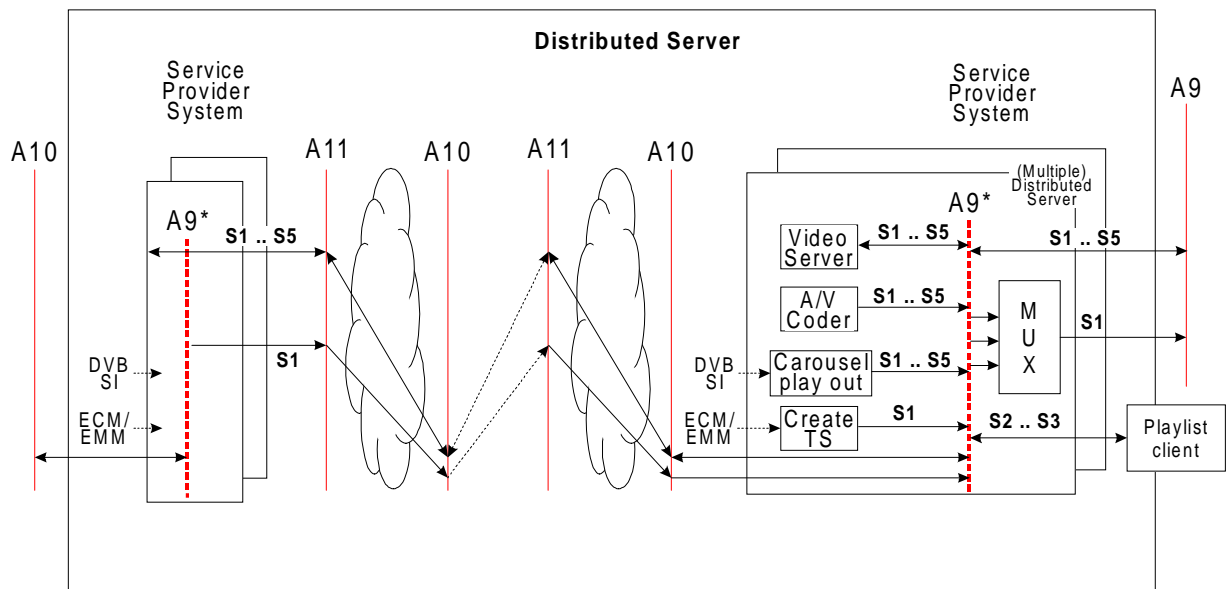 Distributed Server
Service
Provider
System
Service
Provider
System
A9
A10
A11
A10
A11
A10
(Multiple)
Distributed
Server
A9*
A9*
S1 .. S5
Video
Server
S1 .. S5
S1 .. S5
A/V
Coder
S1 .. S5
M
U
X
S1
S1
DVB
SI
DVB
SI
Carousel
play out
S1 .. S5
ECM/
EMM
ECM/
EMM
Create
TS
S1
S2 .. S3
Playlist
client